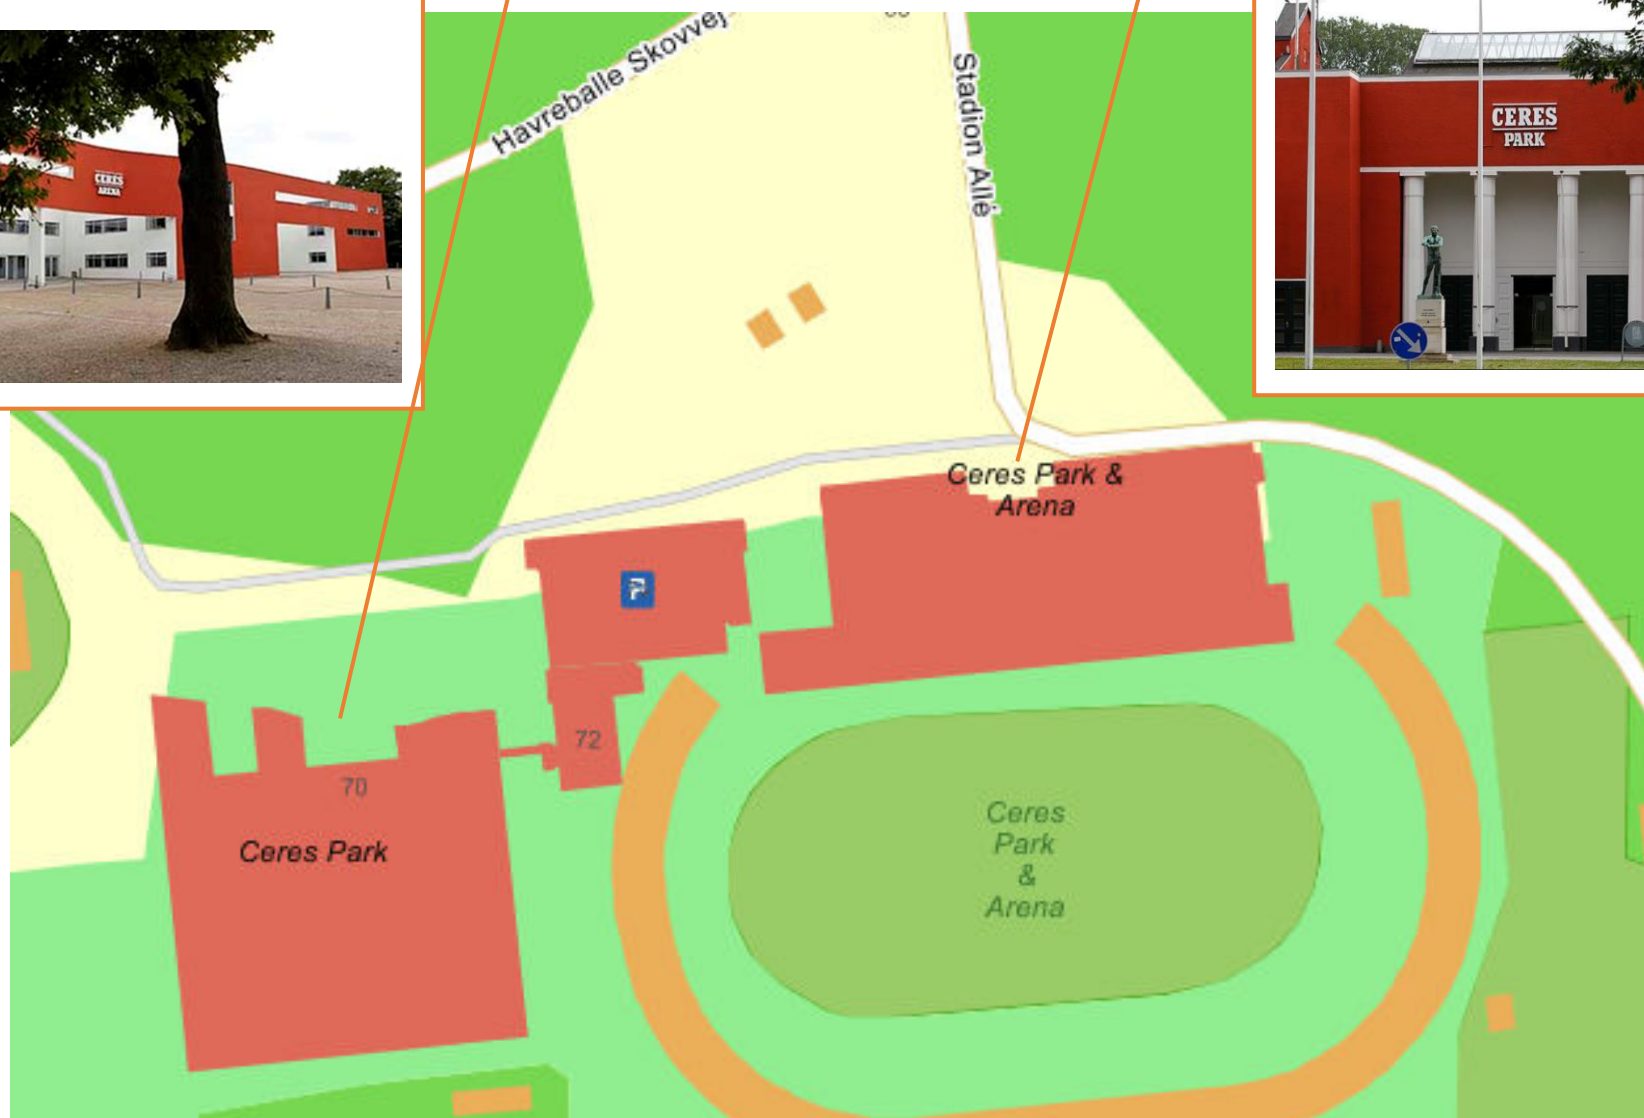 Havreballe Skovvej
Stadion Allé
CERES
ARENA
CERES
PARK
Ceres Park &
Arena
P
72
70
Ceres Park
Ceres
Park
&
Arena